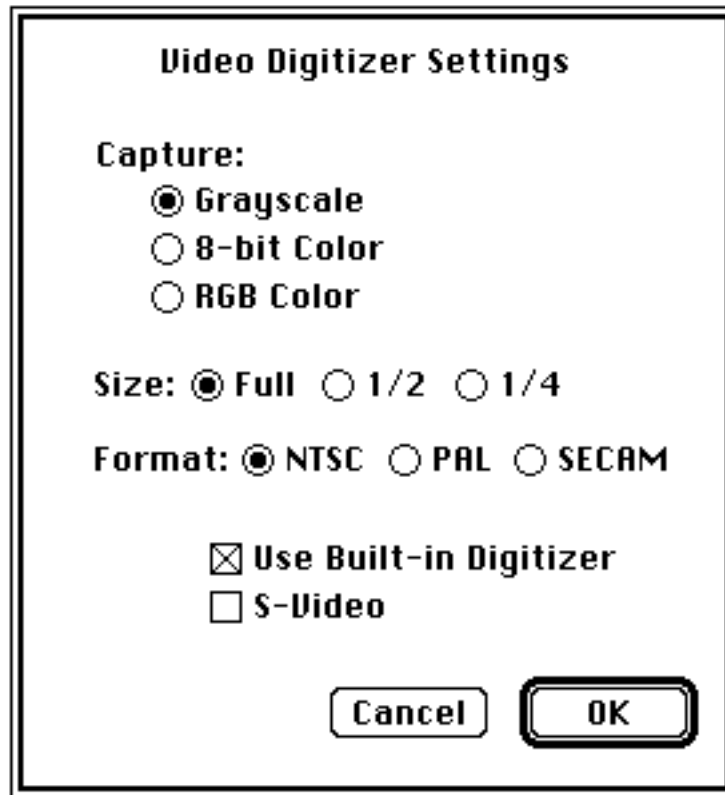 Video Digitizer Settings
Capture:
Grayscale
8-bit Color
RGB Color
Size: Full 1/2 1/4
Format: NTSC PAL SECAM
Use Built-in Digitizer
S-Video
Cancel OK